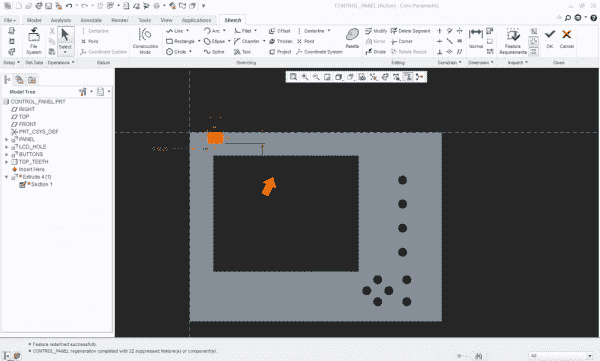 CONTROL_PANEL (Active) - Creo Parametric
File Model Analysis Annotate Render Tools View Applications Sketch
File System
Select
Centerline
Point
Coordinate System
Construction Mode
Line Arc Fillet Offset Centerline
Rectangle Ellipse Chamfer Thicken Point
Circle Spline Text Project Coordinate System
Palette
Modify Delete Segment
Mirror Corner
Divide Rotate Resize
Normal
Feature Requirements
OK Cancel
Setup Get Data Operations Datum Sketching Editing Constrain Dimension Inspect Close
Model Tree
CONTROL_PANEL.PRT
RIGHT
TOP
FRONT
PRT_CSYS_DEF
PANEL
LCD_HOLE
BUTTONS
TOP_TEETH
Insert Here
Extrude 4 [1]
Section 1
Feature redefined successfully.
CONTROL_PANEL regeneration completed with 22 suppressed feature(s) or component(s).
All